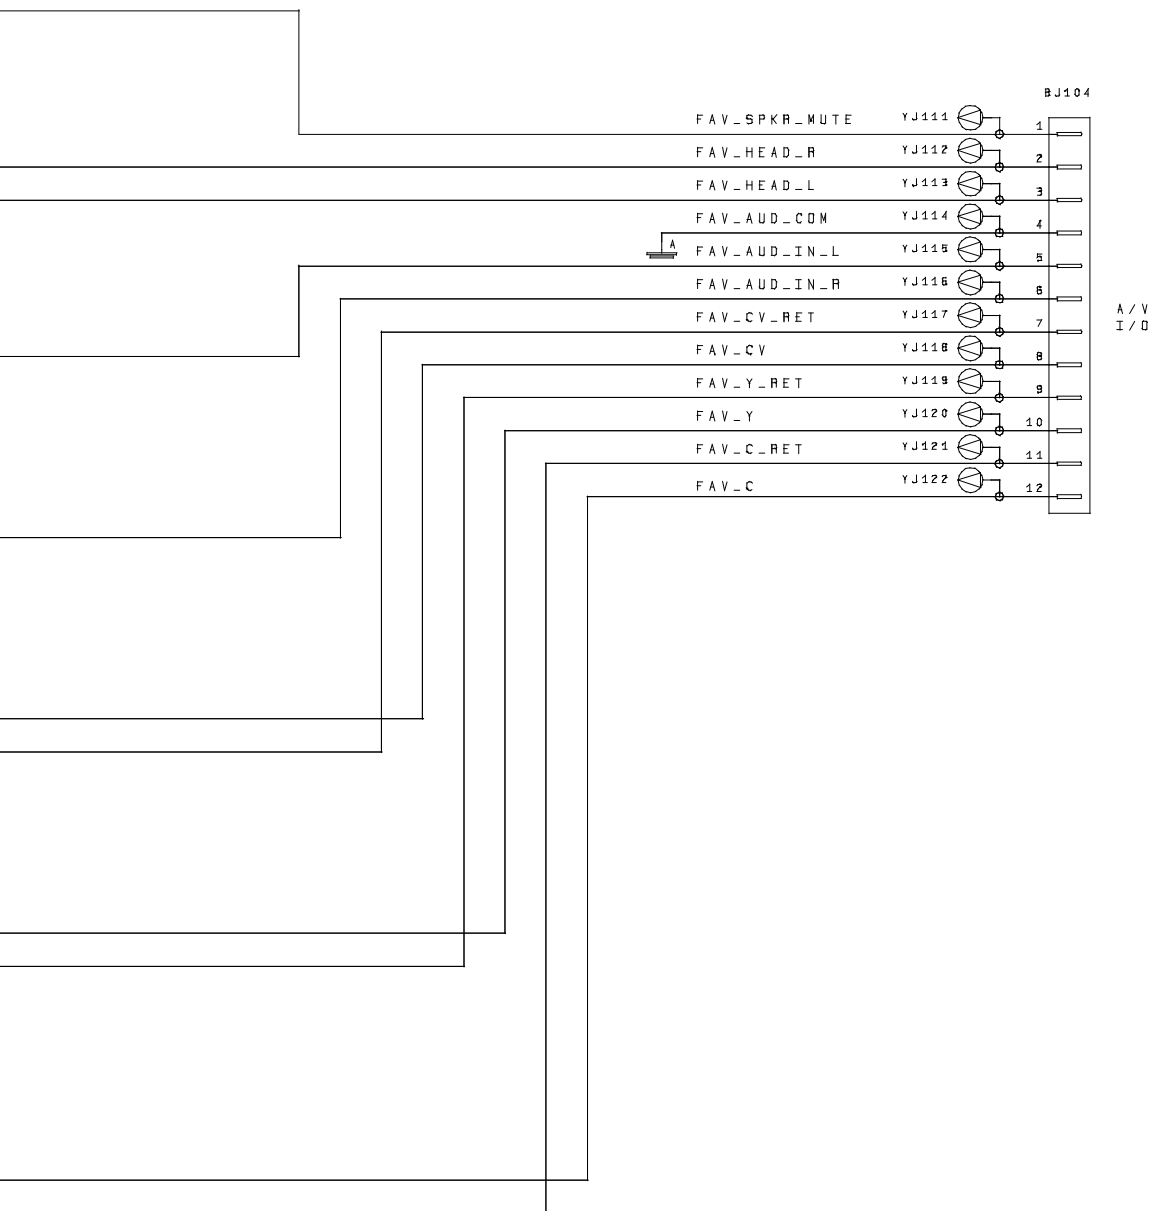 BJ104
FAV_SPKR_MUTE YJ111 1
FAV_HEAD_R YJ112 2
FAV_HEAD_L YJ113 3
FAV_AUD_COM YJ114 4
A
FAV_AUD_IN_L YJ115 5
FAV_AUD_IN_R YJ116 6
A/V
I/O
FAV_CV_RET YJ117 7
FAV_CV YJ118 8
FAV_Y_RET YJ119 9
FAV_Y YJ120 10
FAV_C_RET YJ121 11
FAV_C YJ122 12